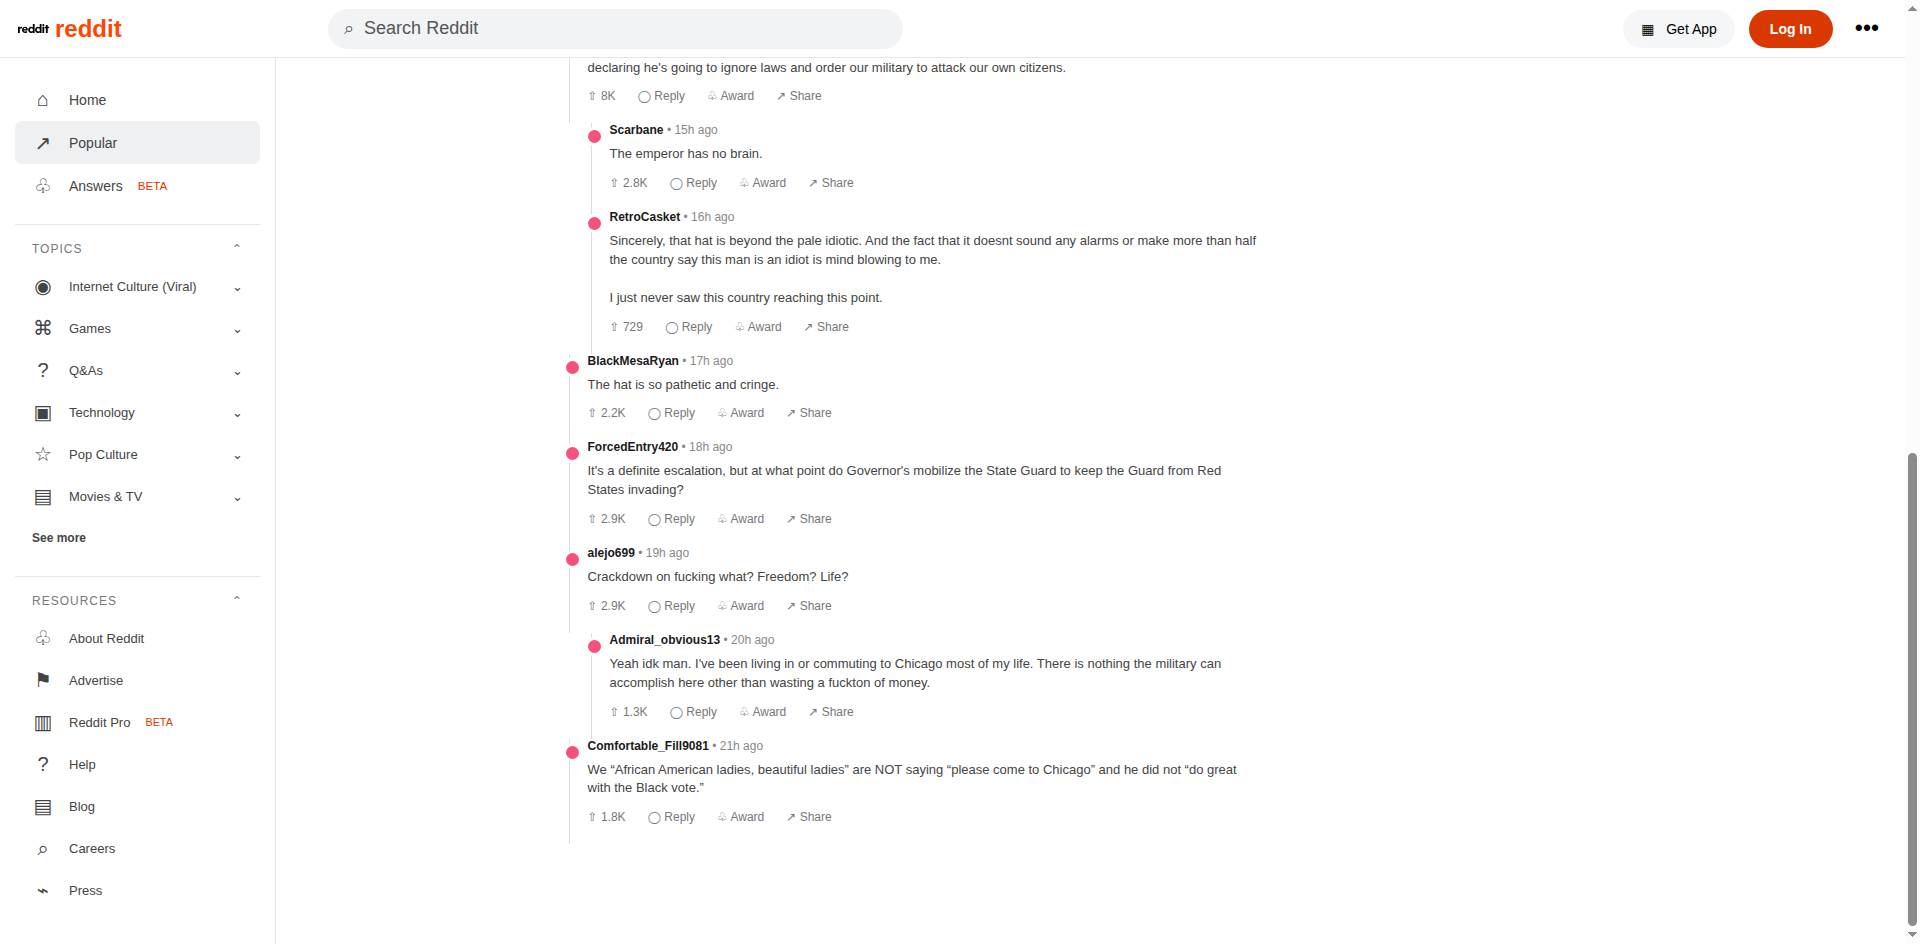 reddit reddit
Search Reddit
Get App
Log In
•••
Home
Popular
Answers BETA
TOPICS
Internet Culture (Viral)
Games
? Q&As
Technology
Pop Culture
Movies & TV
See more
RESOURCES
About Reddit
Advertise
Reddit Pro BETA
? Help
Blog
Careers
Press
declaring he's going to ignore laws and order our military to attack our own citizens.
⇧ 8K Reply Award ↗ Share
Scarbane • 15h ago
The emperor has no brain.
⇧ 2.8K Reply Award ↗ Share
RetroCasket • 16h ago
Sincerely, that hat is beyond the pale idiotic. And the fact that it doesnt sound any alarms or make more than half
the country say this man is an idiot is mind blowing to me.
I just never saw this country reaching this point.
⇧ 729 Reply Award ↗ Share
BlackMesaRyan • 17h ago
The hat is so pathetic and cringe.
⇧ 2.2K Reply Award ↗ Share
ForcedEntry420 • 18h ago
It's a definite escalation, but at what point do Governor's mobilize the State Guard to keep the Guard from Red
States invading?
⇧ 2.9K Reply Award ↗ Share
alejo699 • 19h ago
Crackdown on fucking what? Freedom? Life?
⇧ 2.9K Reply Award ↗ Share
Admiral_obvious13 • 20h ago
Yeah idk man. I've been living in or commuting to Chicago most of my life. There is nothing the military can
accomplish here other than wasting a fuckton of money.
⇧ 1.3K Reply Award ↗ Share
Comfortable_Fill9081 • 21h ago
We “African American ladies, beautiful ladies” are NOT saying “please come to Chicago” and he did not “do great
with the Black vote.”
⇧ 1.8K Reply Award ↗ Share